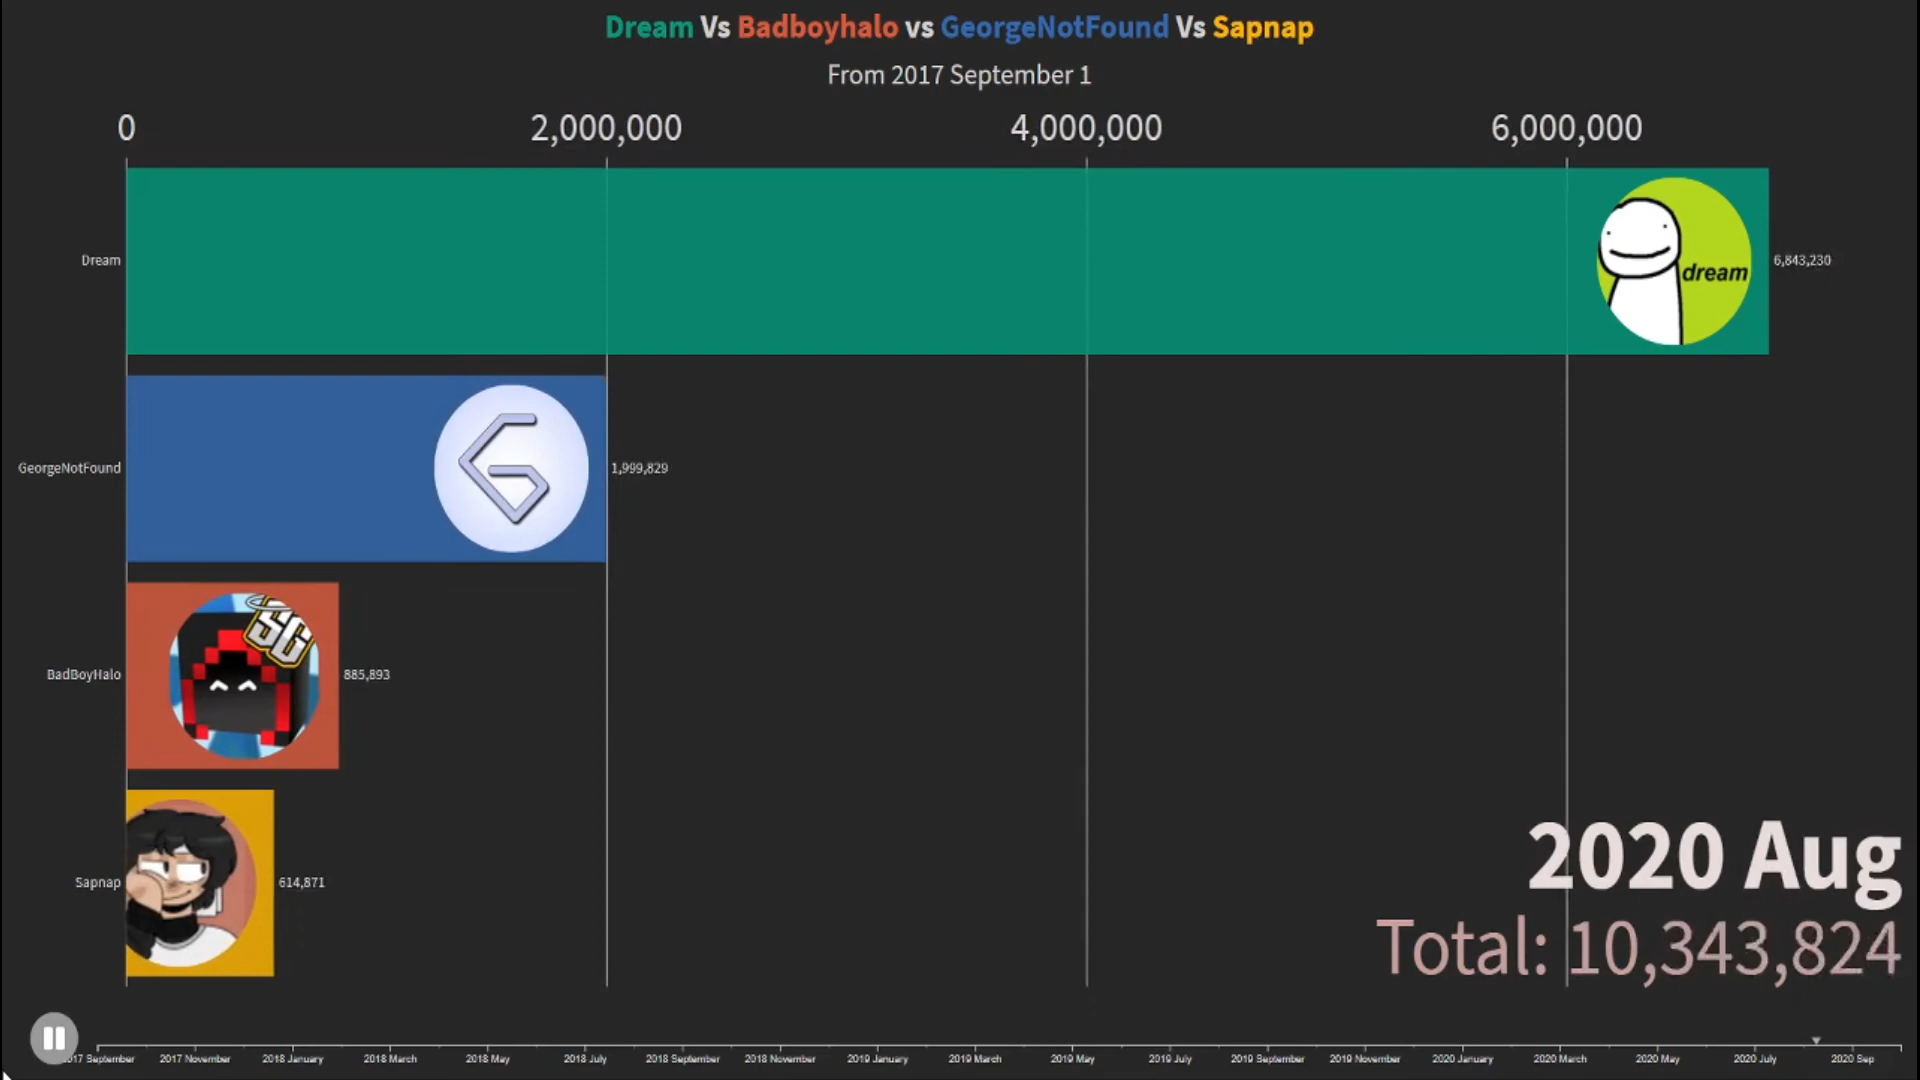 Dream Vs Badboyhalo vs GeorgeNotFound Vs Sapnap
From 2017 September 1
0 2,000,000 4,000,000 6,000,000
Dream dream 6,843,230
GeorgeNotFound G 1,999,829
SG
BadBoyHalo 885,893
2020 Aug
Sapnap 614,871
Total: 10,343,824
17 September 2017 November 2018 January 2018 March 2018 May 2018 July 2018 September 2018 November 2019 January 2019 March 2019 May 2019 July 2019 September 2019 November 2020 January 2020 March 2020 May 2020 July 2020 Sep